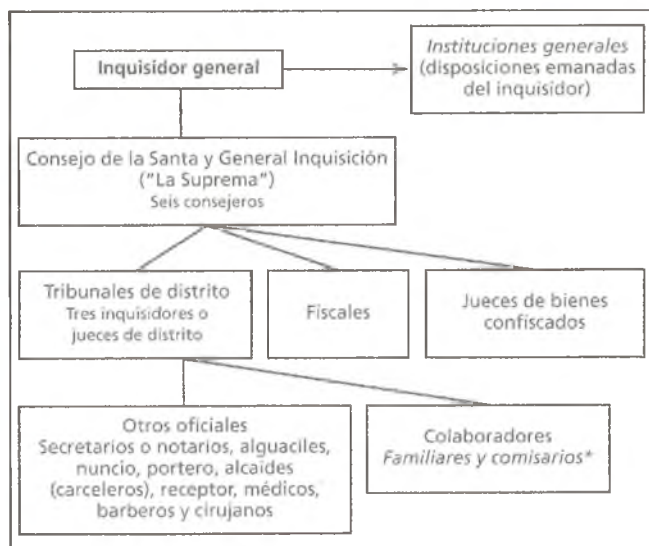 Inquisidor general
Instituciones generales
(disposiciones emanadas
del inquisidor)
Consejo de la Santa y General Inquisición
("La Suprema")
Seis consejeros
Tribunales de distrito
Tres inquisidores o
jueces de distrito
Fiscales
Jueces de bienes
confiscados
Otros oficiales
Secretarios o notarios, alguaciles,
nuncio, portero, alcaides
(carceleros), receptor, médicos,
barberos y cirujanos
Colaboradores
Familiares y comisarios*